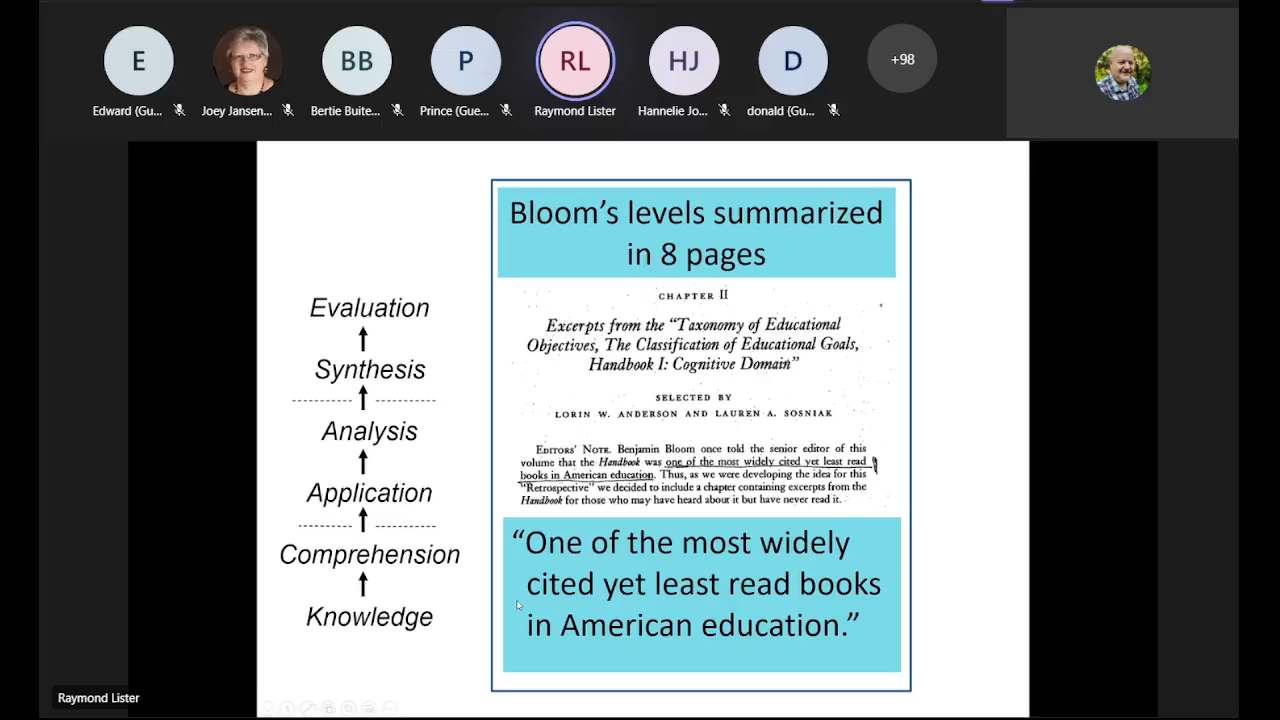 E
BB
P
RL
HJ
D
+98
Edward (Gu...
Joey Jansen...
Bertie Buite...
Prince (Gue...
Raymond Lister
Hannelie Jo...
donald (Gu...
Bloom’s levels summarized
in 8 pages
CHAPTER II
Excerpts from the “Taxonomy of Educational
Objectives, The Classification of Educational Goals,
Handbook I: Cognitive Domain”
SELECTED BY
LORIN W. ANDERSON AND LAUREN A. SOSNIAK
EDITORS' NOTE. Benjamin Bloom once told the senior editor of this
volume that the Handbook was one of the most widely cited yet least read
books in American education. Thus, as we were developing the idea for this
"Retrospective" we decided to include a chapter containing excerpts from the
Handbook for those who may have heard about it but have never read it.
“One of the most widely
cited yet least read books
in American education.”
Evaluation
Synthesis
Analysis
Application
Comprehension
Knowledge
Raymond Lister